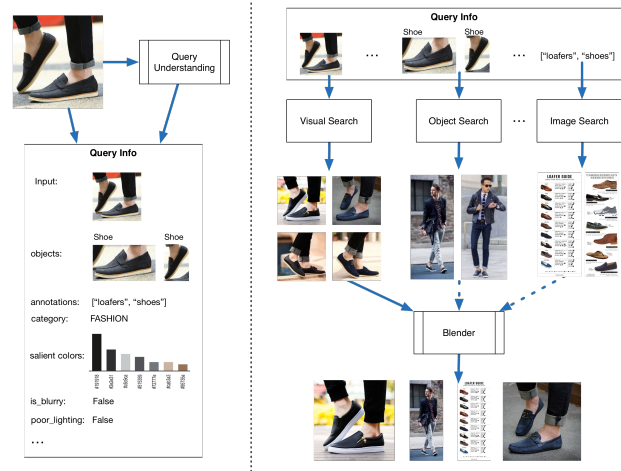 Query
Understanding
Query Info
Input:
Shoe
Shoe
objects:
annotations:
["loafers", "shoes"]
category:
FASHION
salient colors:
is_blurry:
False
poor_lighting:
False
...
Query Info
Shoe
Shoe
...
...
["loafers", "shoes"]
Visual Search
Object Search
...
Image Search
LOAFER GUIDE
Blender
LOAFER GUIDE